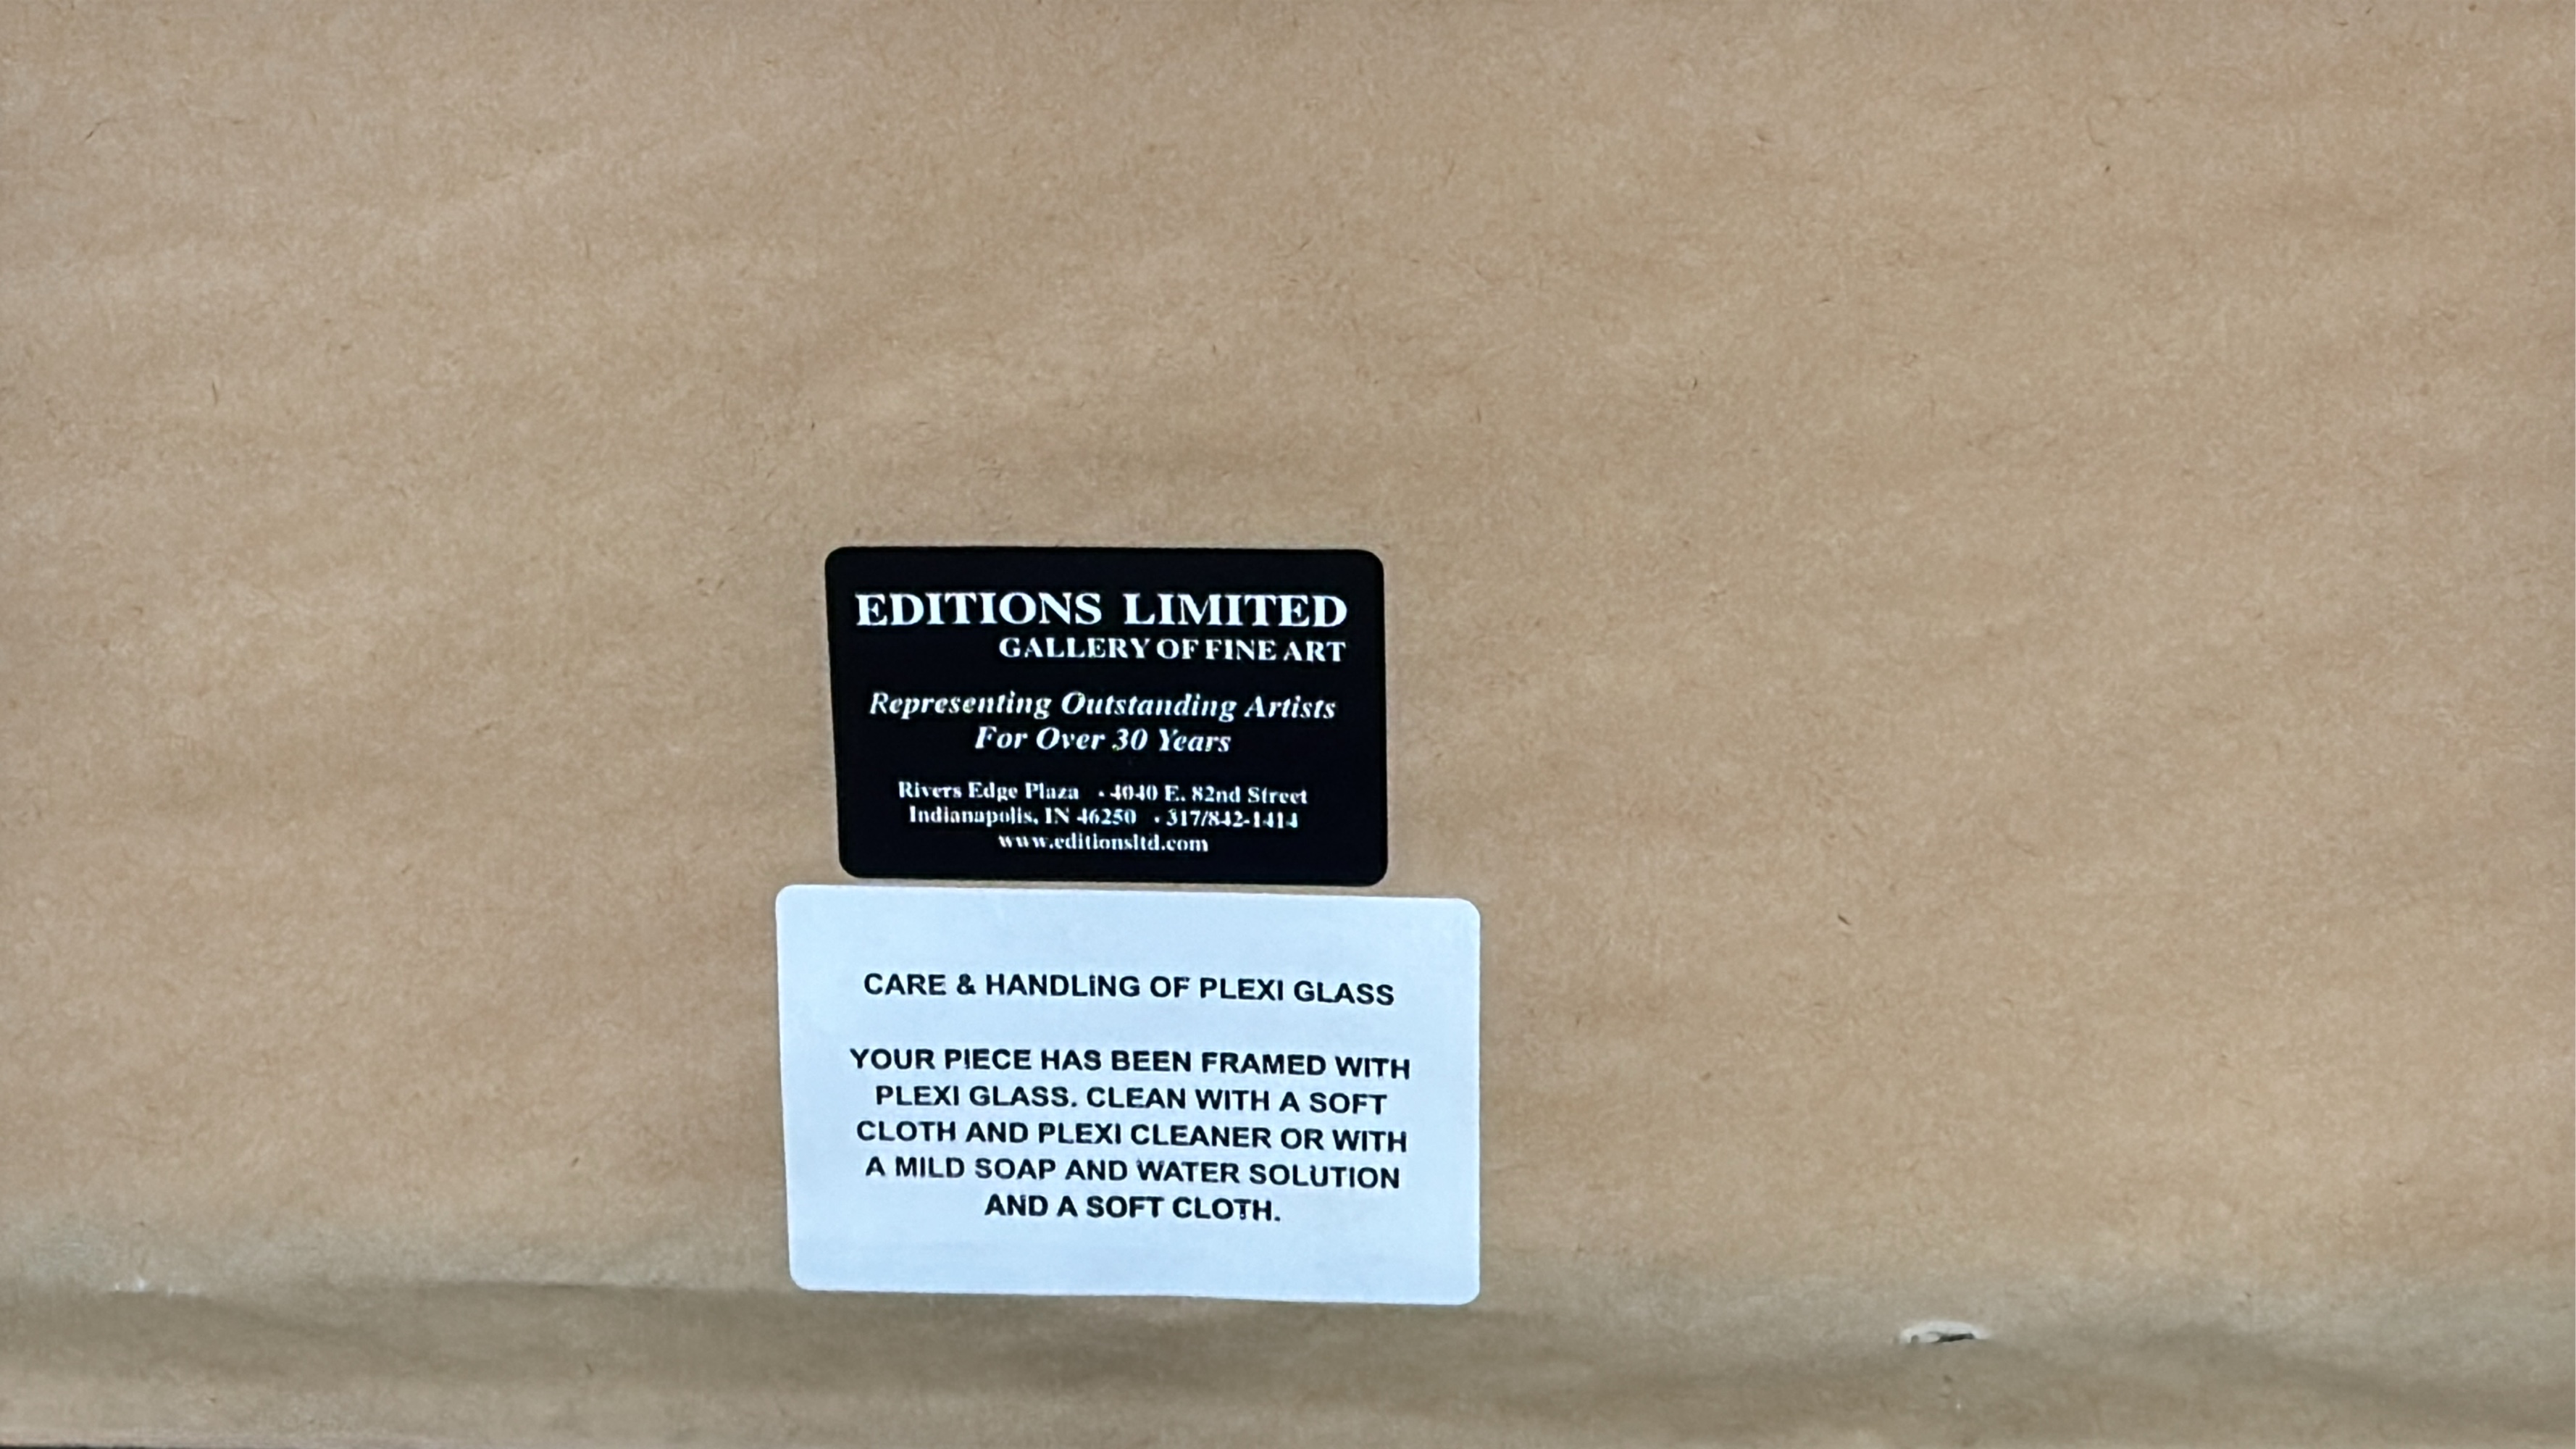 EDITIONS LIMITED
GALLERY OF FINE ART
Representing Outstanding Artists
For Over 30 Years
Rivers Edge Plaza • 4040 E. 82nd Street
Indianapolis, IN 46250 • 317/842-1414
www.editionsltd.com
CARE & HANDLING OF PLEXI GLASS
YOUR PIECE HAS BEEN FRAMED WITH
PLEXI GLASS. CLEAN WITH A SOFT
CLOTH AND PLEXI CLEANER OR WITH
A MILD SOAP AND WATER SOLUTION
AND A SOFT CLOTH.